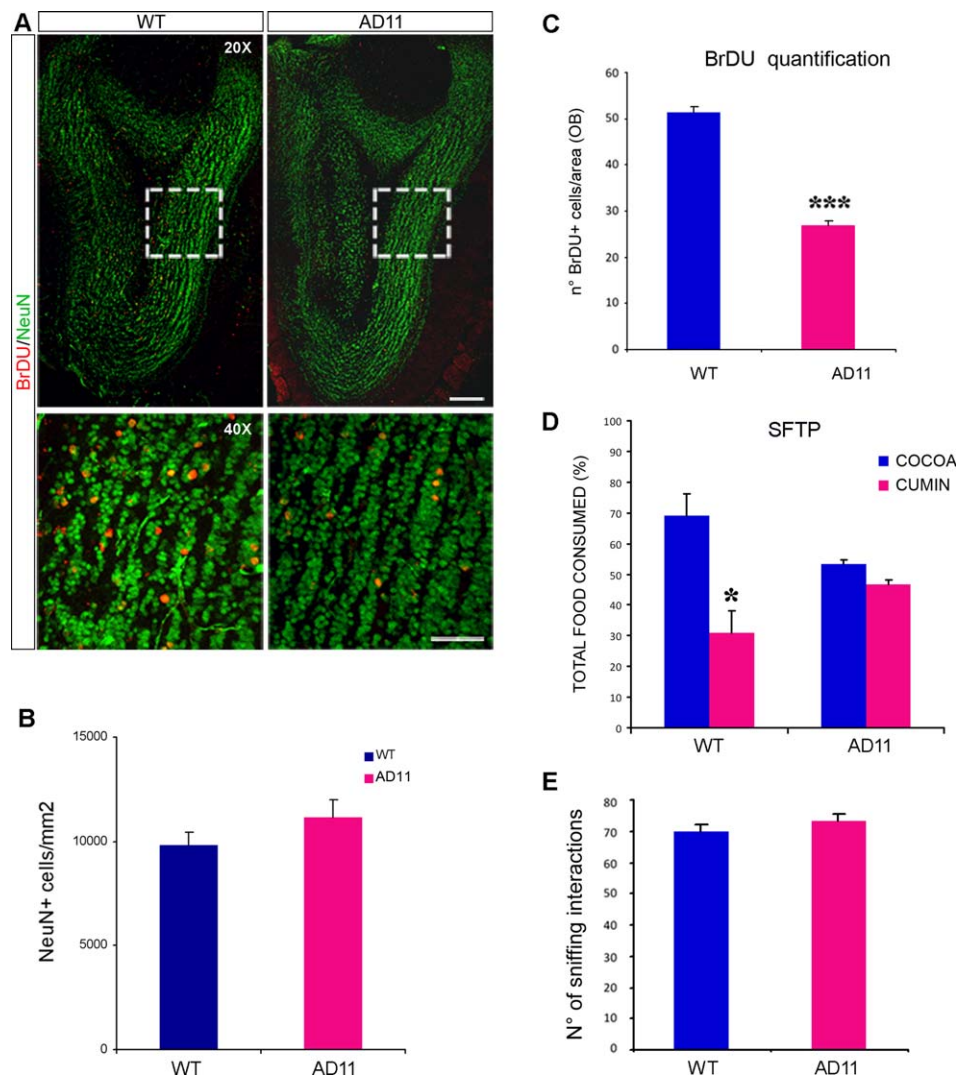 A
WT
AD11
BrDU/NeuN
20X
40X
B
15000
10000
5000
0
NeuN+ cells/mm2
WT
AD11
WT
AD11
C
BrDU quantification
60
50
40
30
20
10
0
n° BrDU+ cells/area (OB)
***
WT
AD11
D
SFTP
100
90
80
70
60
50
40
30
20
10
0
TOTAL FOOD CONSUMED (%)
COCOA
CUMIN
*
WT
AD11
E
80
70
60
50
40
30
20
10
0
N° of sniffing interactions
WT
AD11